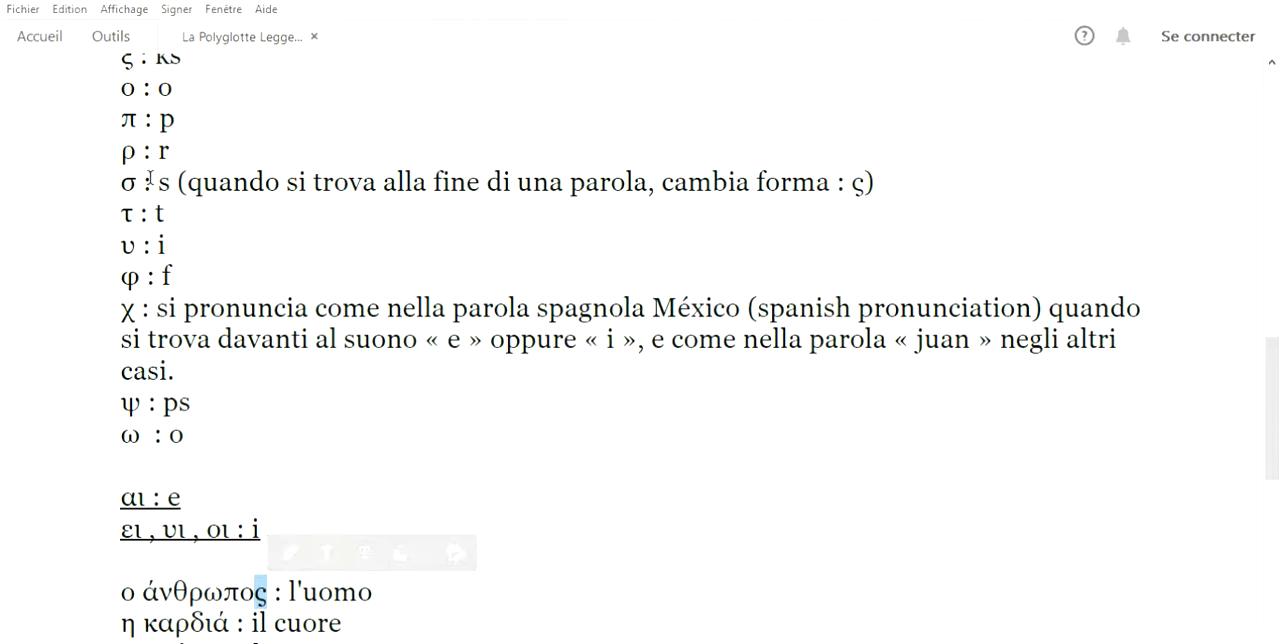 Fichier Edition Affichage Signer Fenêtre Aide
Accueil Outils La Polyglotte Legge... × ? Se connecter
ς : ks
ο : o
π : p
ρ : r
σ : s (quando si trova alla fine di una parola, cambia forma : ς)
τ : t
υ : i
φ : f
χ : si pronuncia come nella parola spagnola México (spanish pronunciation) quando
si trova davanti al suono « e » oppure « i », e come nella parola « juan » negli altri
casi.
ψ : ps
ω : o
αι : e
ει , υι , οι : i
ο άνθρωπος : l'uomo
η καρδιά : il cuore